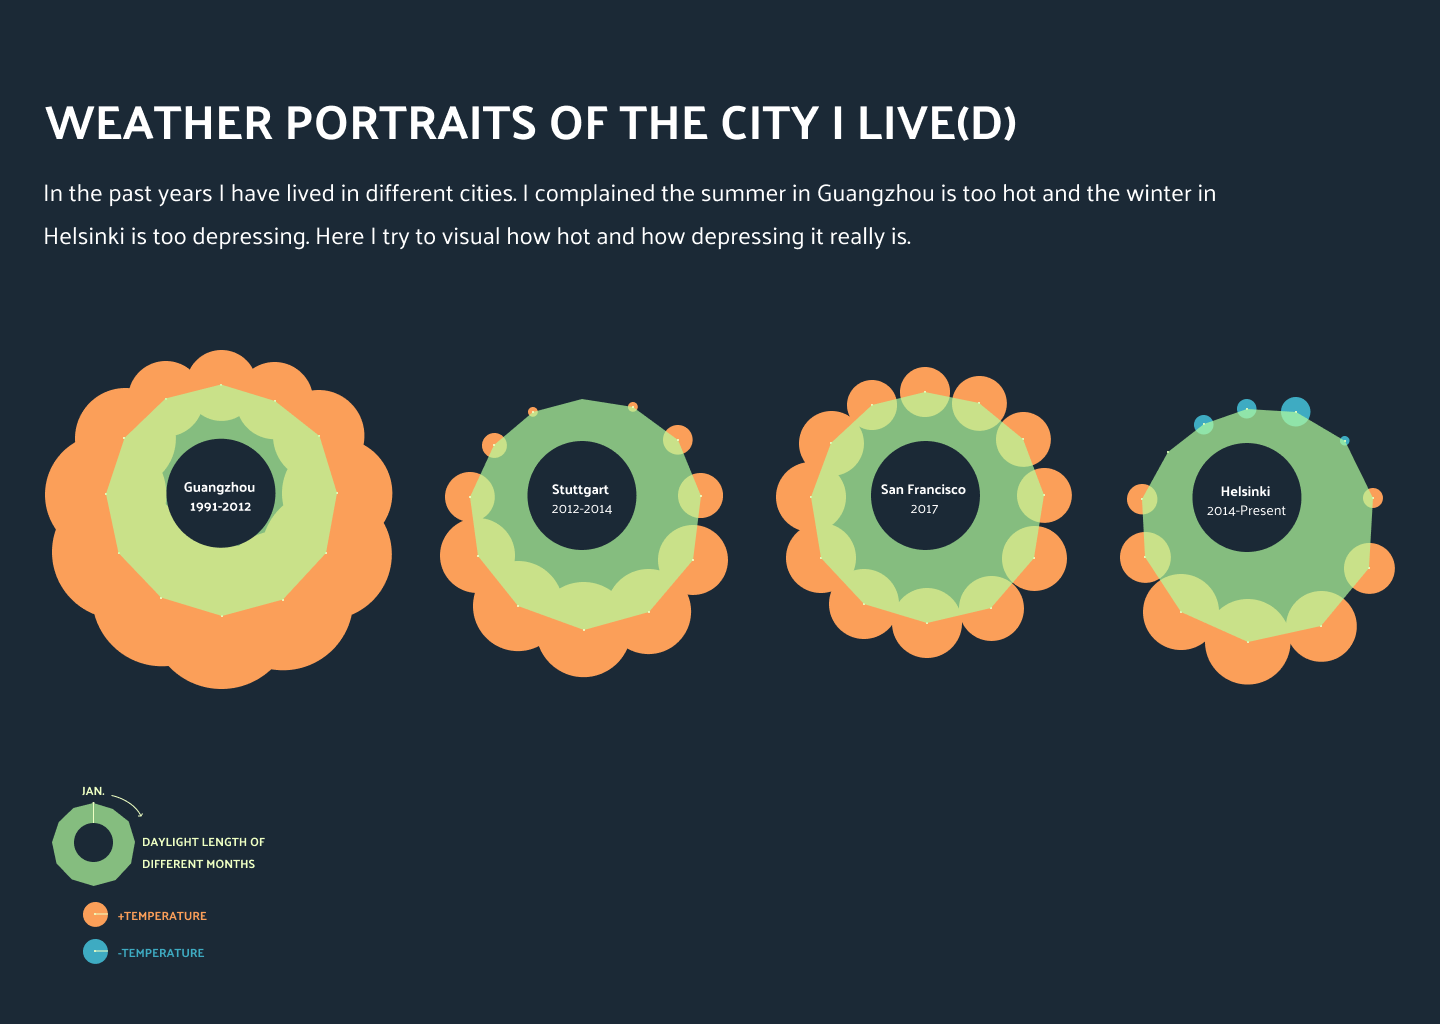 WEATHER PORTRAITS OF THE CITY I LIVE(D)
In the past years I have lived in different cities. I complained the summer in Guangzhou is too hot and the winter in
Helsinki is too depressing. Here I try to visual how hot and how depressing it really is.
Guangzhou
1991-2012
Stuttgart
2012-2014
San Francisco
2017
Helsinki
2014-Present
JAN.
DAYLIGHT LENGTH OF
DIFFERENT MONTHS
+TEMPERATURE
-TEMPERATURE